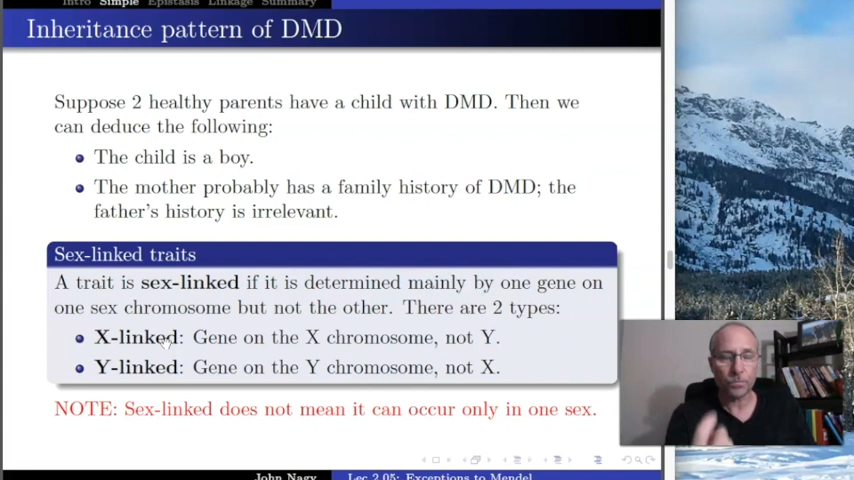 Intro Simple Epistasis Linkage Summary
Inheritance pattern of DMD
Suppose 2 healthy parents have a child with DMD. Then we
can deduce the following:
The child is a boy.
The mother probably has a family history of DMD; the
father's history is irrelevant.
Sex-linked traits
A trait is sex-linked if it is determined mainly by one gene on
one sex chromosome but not the other. There are 2 types:
X-linked: Gene on the X chromosome, not Y.
Y-linked: Gene on the Y chromosome, not X.
NOTE: Sex-linked does not mean it can occur only in one sex.
John Nagy Lec 2.05: Exceptions to Mendel